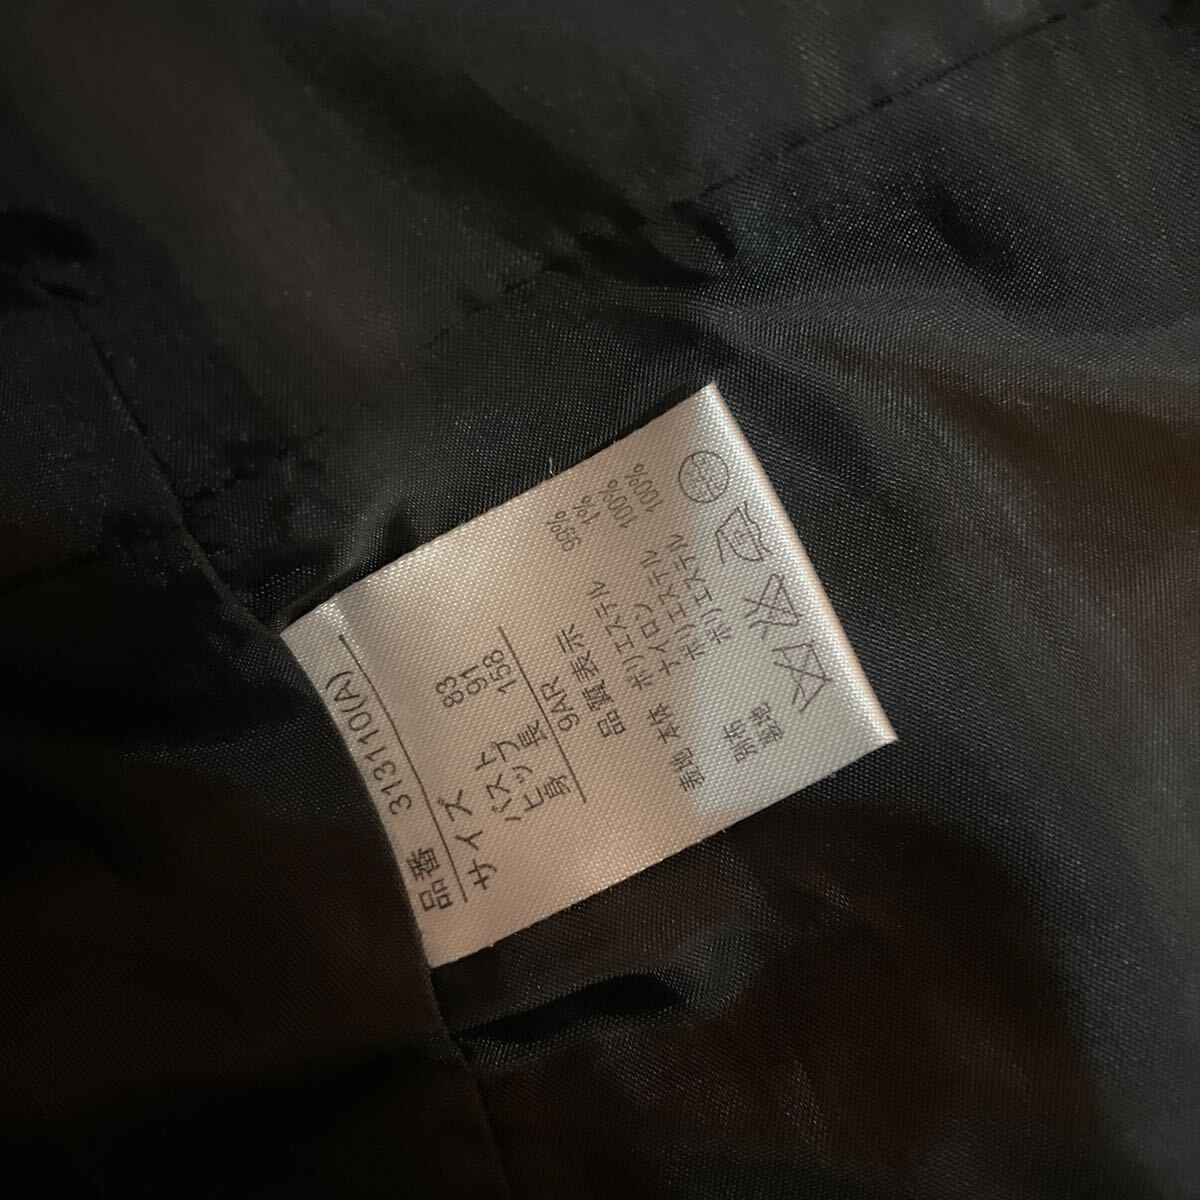 品番 313110(A)
サイズ
バスト 83
ヒップ 91
身長 158
9AR
品質表示
表地 本体 ポリエステル 99%
ナイロン 1%
別布 ポリエステル 100%
裏地 ポリエステル 100%